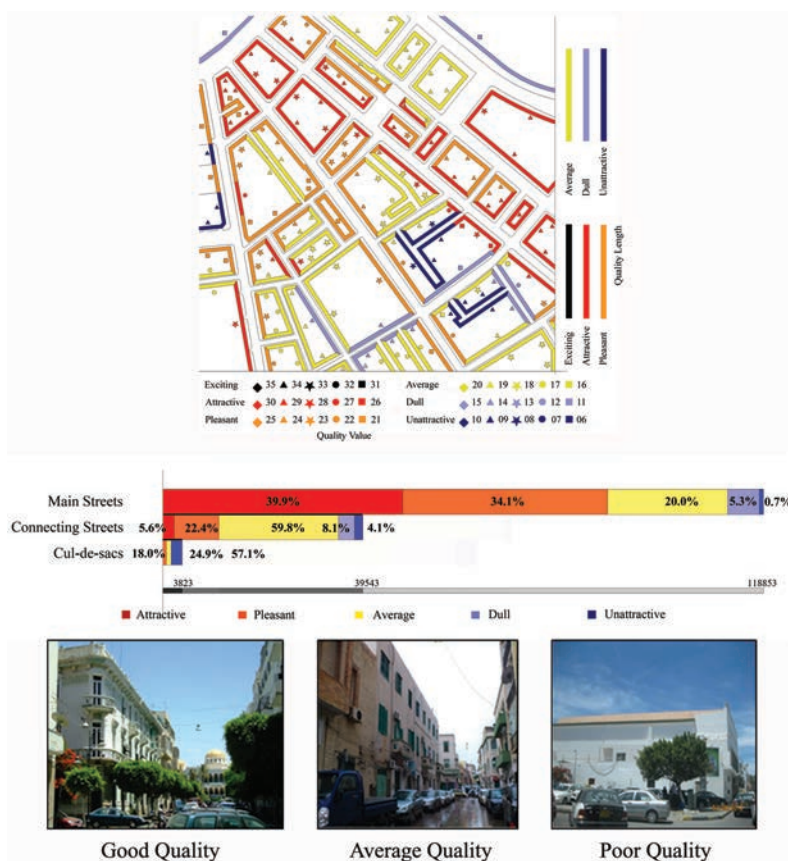 Average
Dull
Unattractive
Exciting
Attractive
Pleasant
Quality Length
Exciting 35 34 33 32 31
Attractive 30 29 28 27 26
Pleasant 25 24 23 22 21
Average 20 19 18 17 16
Dull 15 14 13 12 11
Unattractive 10 09 08 07 06
Quality Value
Main Streets 39.9% 34.1% 20.0% 5.3% 0.7%
Connecting Streets 5.6% 22.4% 59.8% 8.1% 4.1%
Cul-de-sacs 18.0% 24.9% 57.1%
3823 39543 118853
Attractive Pleasant Average Dull Unattractive
Good Quality Average Quality Poor Quality